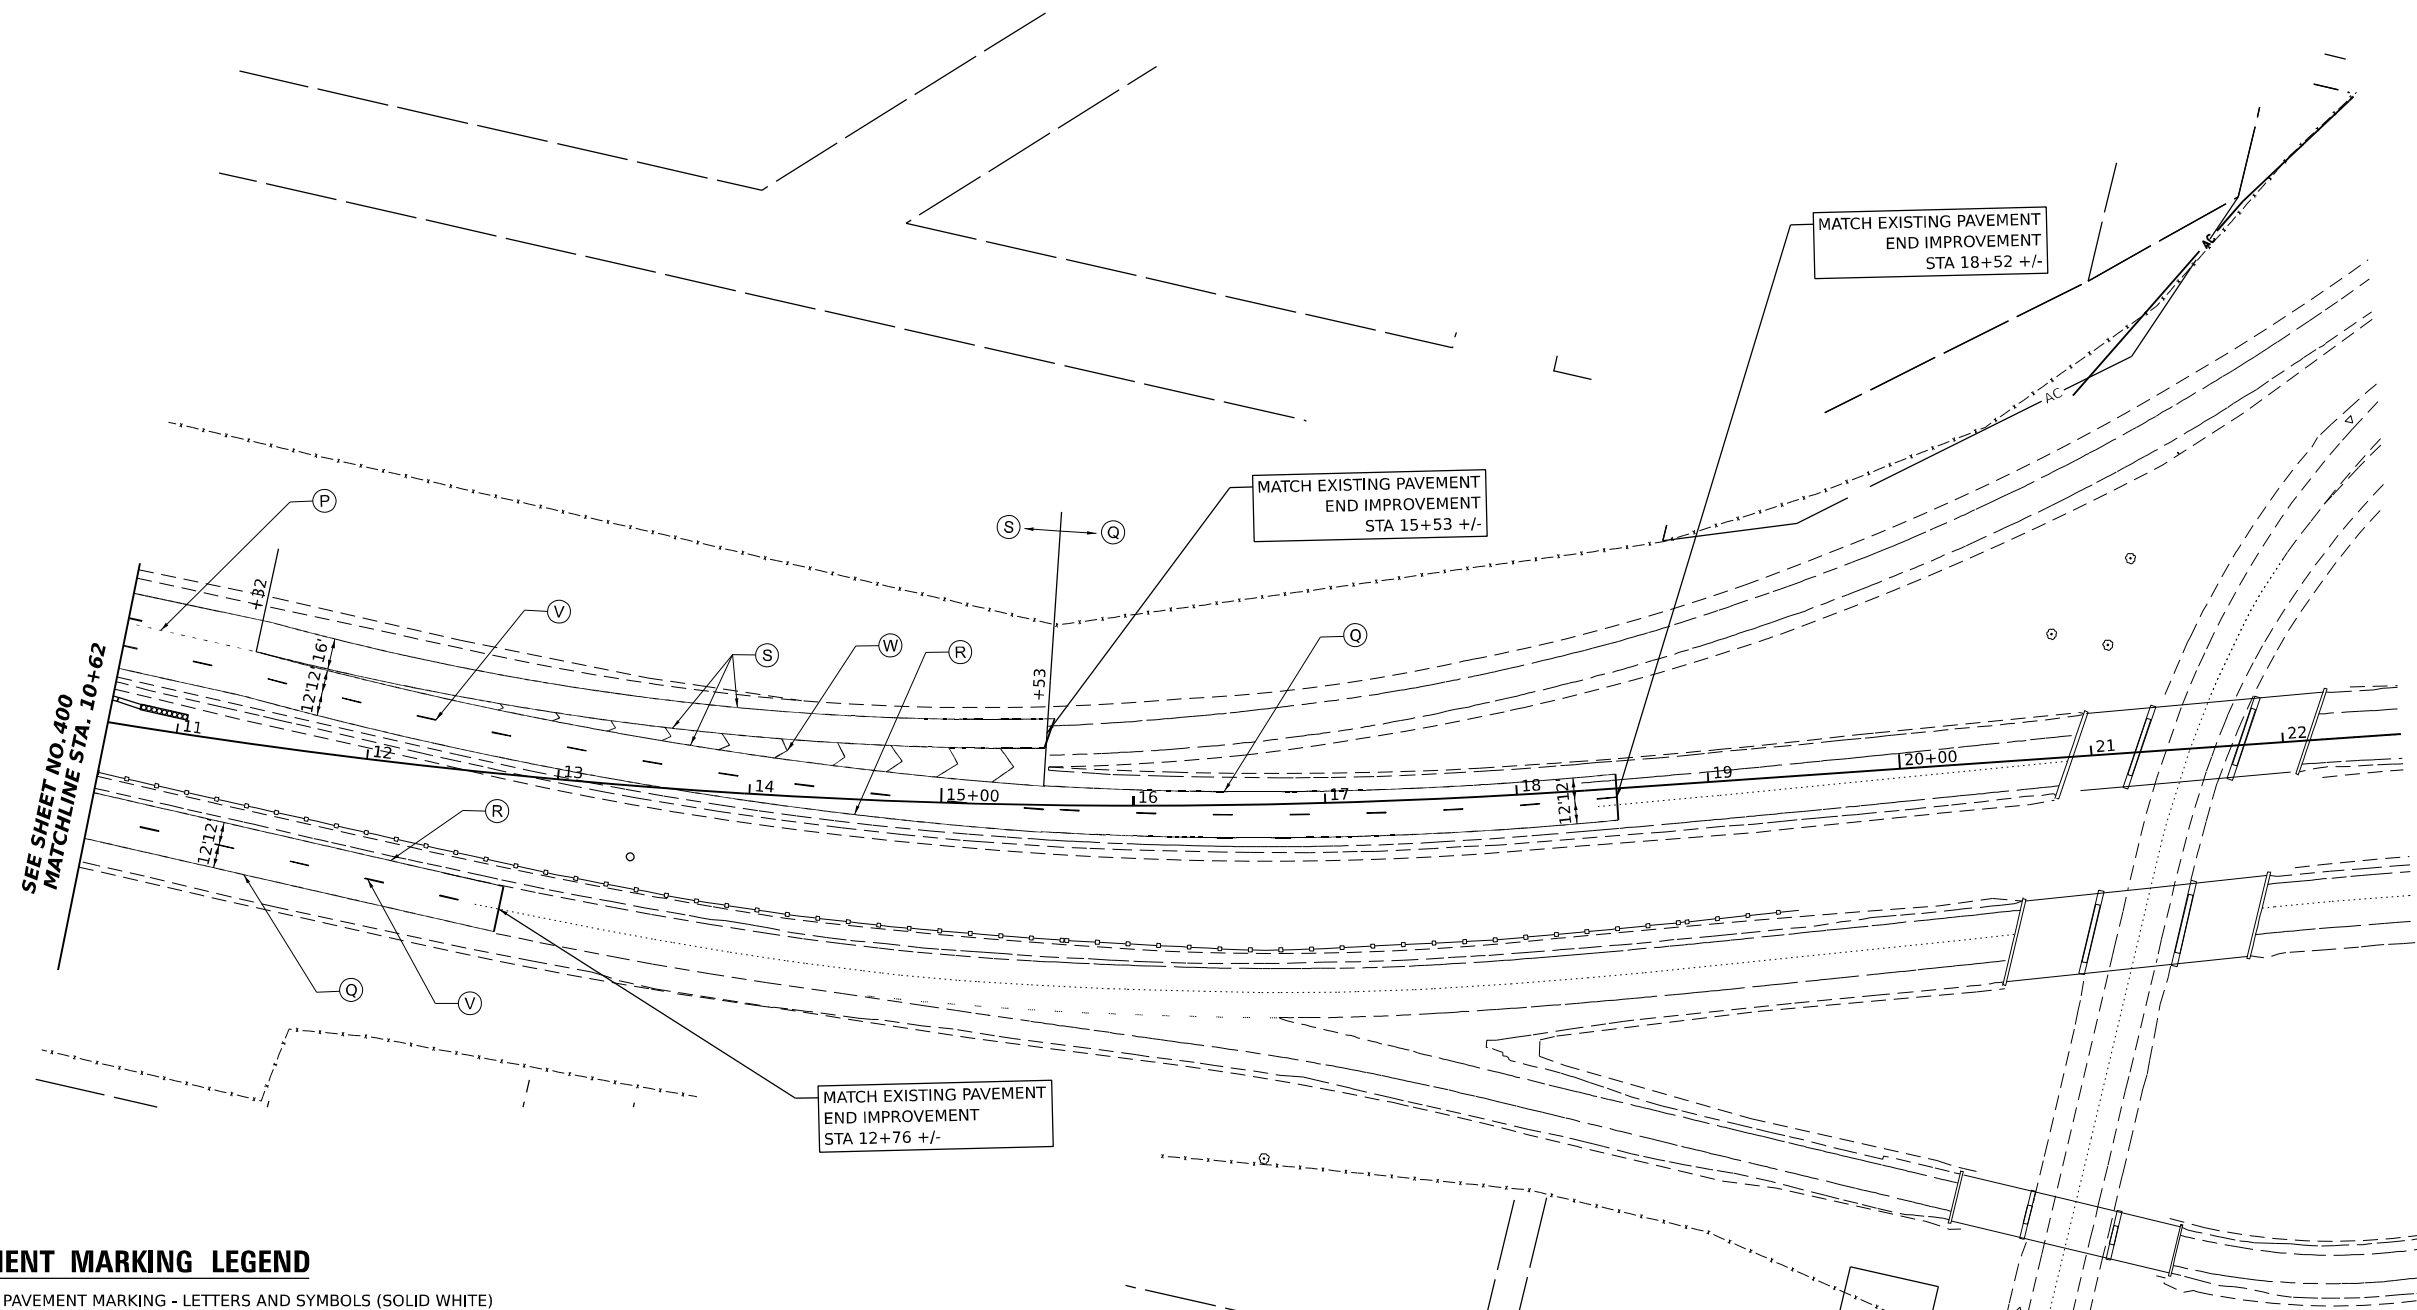 MATCH EXISTING PAVEMENT
END IMPROVEMENT
STA 18+52 +/-
AC
AC
MATCH EXISTING PAVEMENT
END IMPROVEMENT
STA 15+53 +/-
P
S
Q
+32
V
S
W
R
Q
+53
16'
12'
12'
SEE SHEET NO. 400
MATCHLINE STA. 10+62
11
12
13
14
15+00
16
17
18
19
20+00
21
22
12'
12'
R
12'
12'
Q
V
MATCH EXISTING PAVEMENT
END IMPROVEMENT
STA 12+76 +/-
MARKING LEGEND
PAVEMENT MARKING - LETTERS AND SYMBOLS (SOLID WHITE)